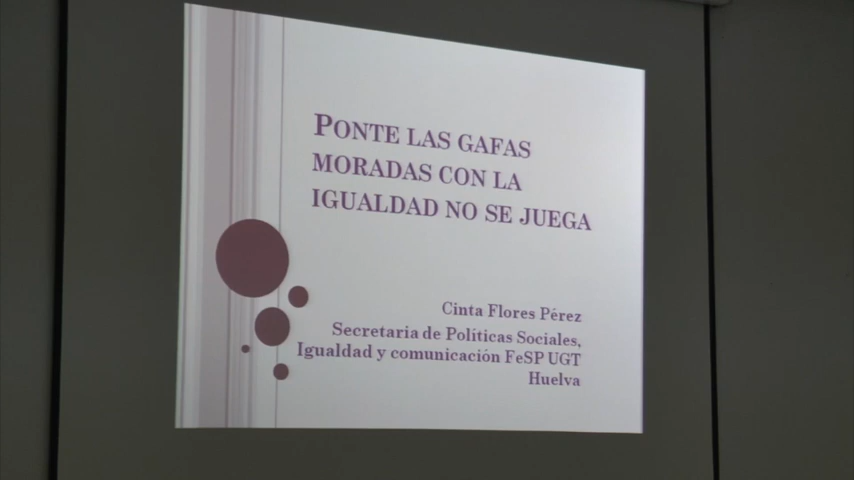 PONTE LAS GAFAS
MORADAS CON LA
IGUALDAD NO SE JUEGA
Cinta Flores Pérez
Secretaria de Politicas Sociales,
Igualdad y comunicación FeSP UGT
Huelva